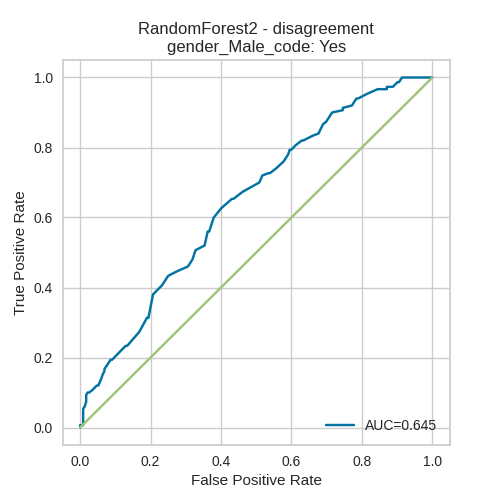 RandomForest2 - disagreement
gender_Male_code: Yes
True Positive Rate
1.0
0.8
0.6
0.4
0.2
0.0
AUC=0.645
0.0 0.2 0.4 0.6 0.8 1.0
False Positive Rate